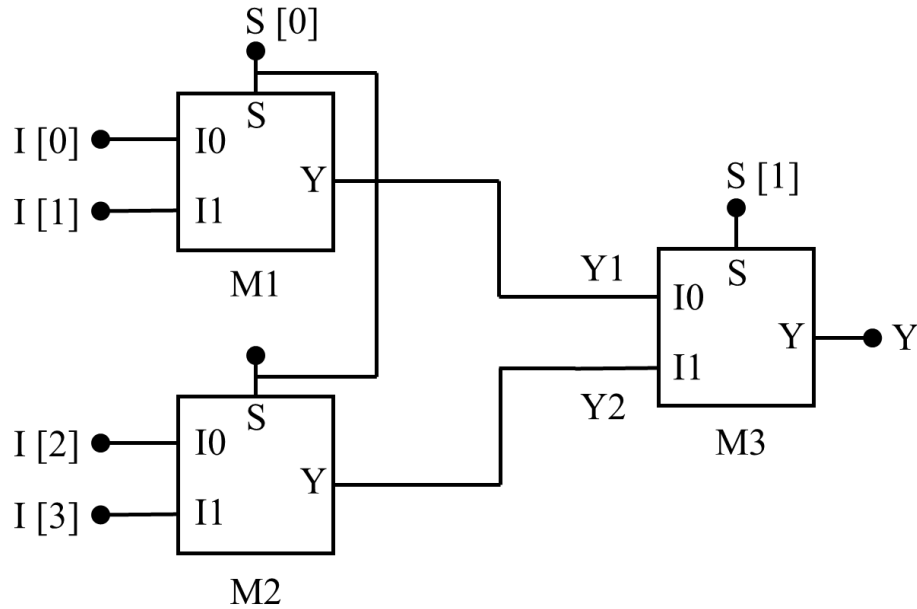 S [0]
S
I [0]
I0
I [1]
I1
Y
M1
S [1]
S
Y1
I0
Y
Y
I1
Y2
M3
S
I [2]
I0
Y
I [3]
I1
M2